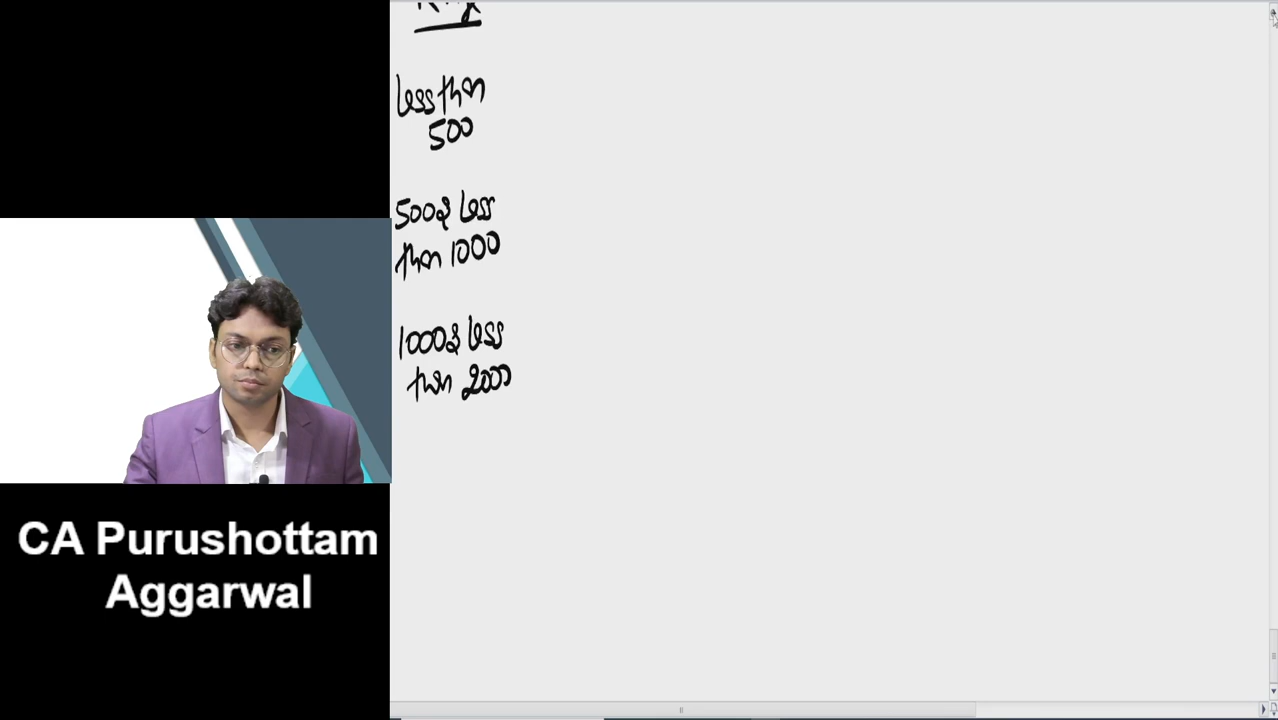 less than
500
500 & less
than 1000
1000 & less
than 2000
CA Purushottam
Aggarwal